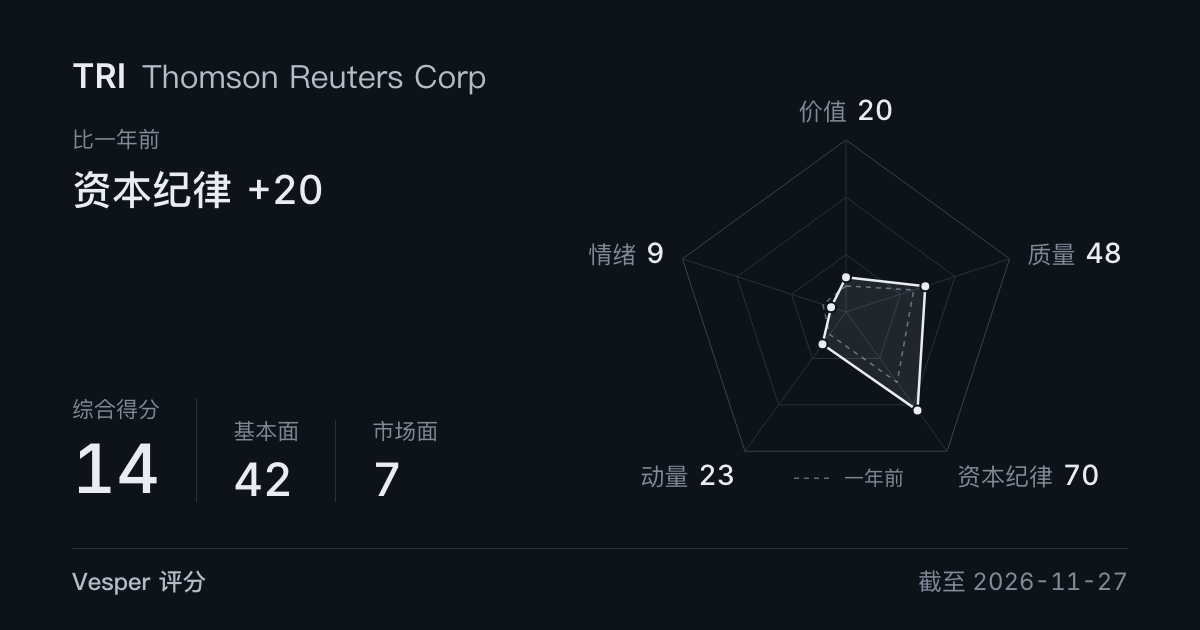 TRI Thomson Reuters Corp
比一年前
资本纪律 +20
价值 20
情绪 9
质量 48
动量 23
---- 一年前
资本纪律 70
综合得分
14
基本面
42
市场面
7
Vesper 评分
截至 2026-11-27